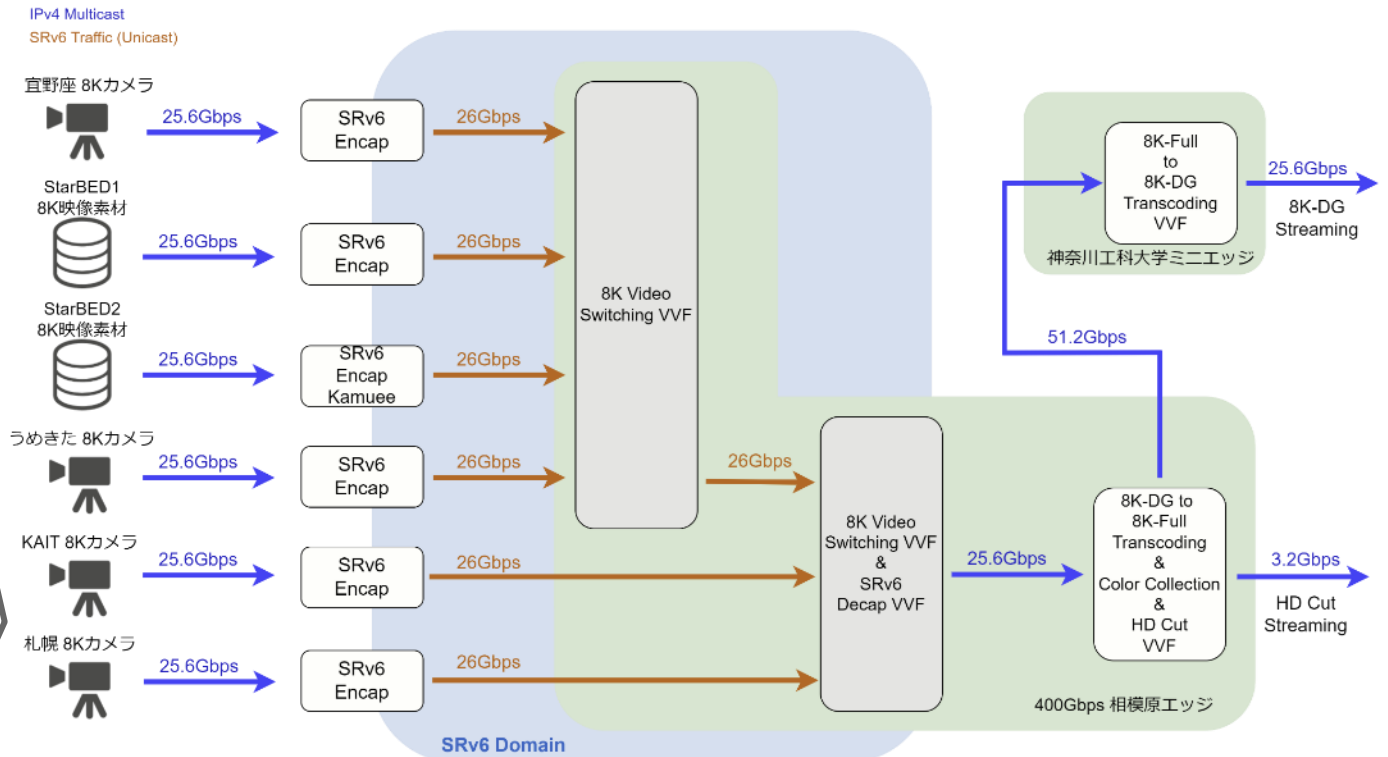 IPv4 Multicast
SRv6 Traffic (Unicast)
宜野座 8Kカメラ
25.6Gbps
SRv6
Encap
26Gbps
StarBED1
8K映像素材
25.6Gbps
SRv6
Encap
26Gbps
StarBED2
8K映像素材
25.6Gbps
SRv6
Encap
Kamuee
26Gbps
うめきた 8Kカメラ
25.6Gbps
SRv6
Encap
26Gbps
KAIT 8Kカメラ
25.6Gbps
SRv6
Encap
26Gbps
札幌 8Kカメラ
25.6Gbps
SRv6
Encap
26Gbps
8K Video
Switching VVF
26Gbps
8K Video
Switching VVF
&
SRv6
Decap VVF
25.6Gbps
8K-DG to
8K-Full
Transcoding
&
Color Collection
&
HD Cut
VVF
3.2Gbps
HD Cut
Streaming
51.2Gbps
8K-Full
to
8K-DG
Transcoding
VVF
神奈川工科大学ミニエッジ
25.6Gbps
8K-DG
Streaming
400Gbps 相模原エッジ
SRv6 Domain